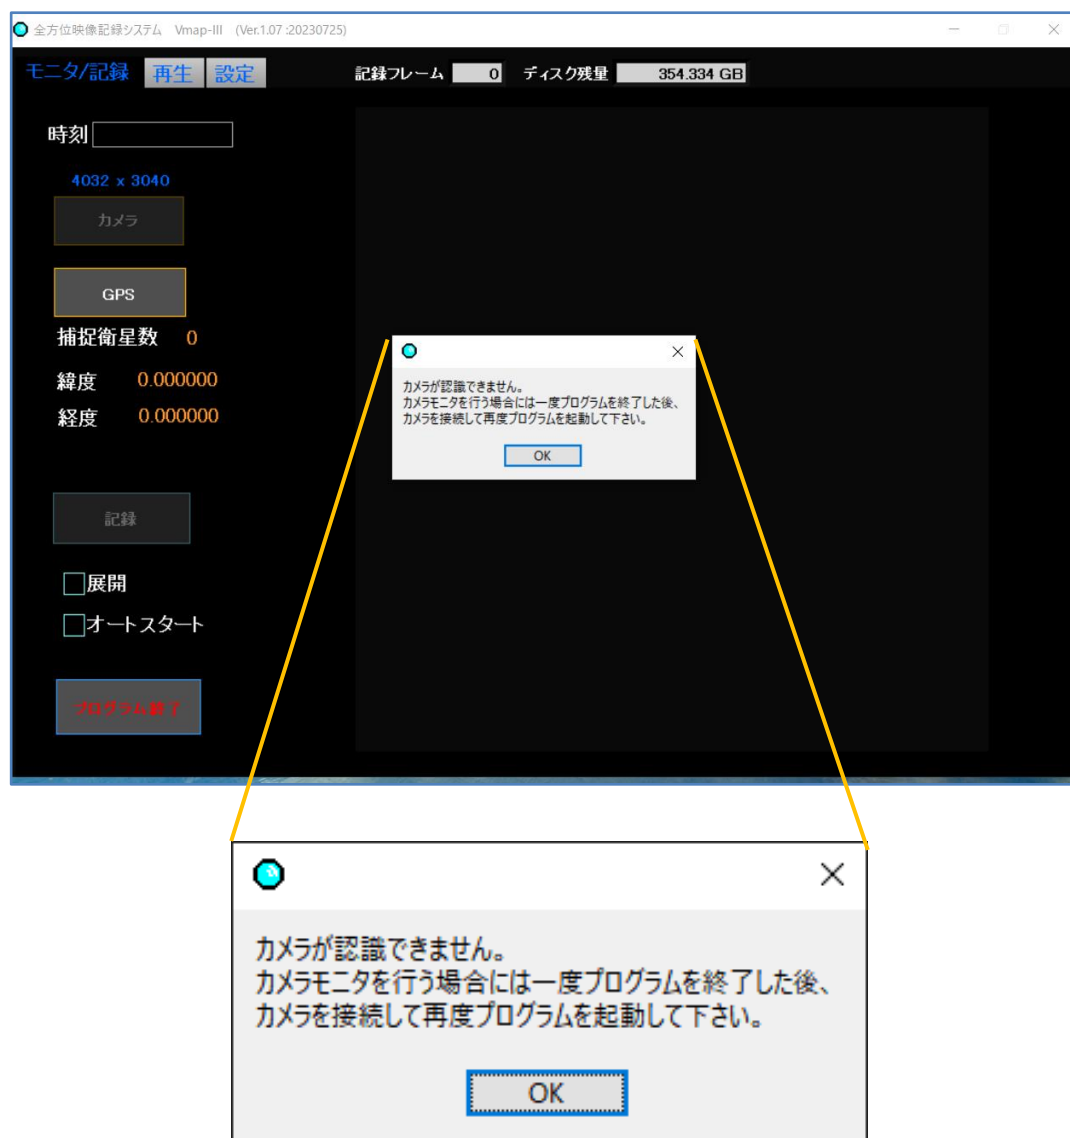 全方位映像記録システム Vmap-III (Ver.1.07 :20230725)
モニタ/記録 再生 設定 記録フレーム 0 ディスク残量 354.334 GB
時刻
4032 x 3040
カメラ
GPS
捕捉衛星数 0
緯度 0.000000
経度 0.000000
記録
展開
オートスタート
プログラム終了
カメラが認識できません。
カメラモニタを行う場合には一度プログラムを終了した後、
カメラを接続して再度プログラムを起動して下さい。
OK
カメラが認識できません。
カメラモニタを行う場合には一度プログラムを終了した後、
カメラを接続して再度プログラムを起動して下さい。
OK